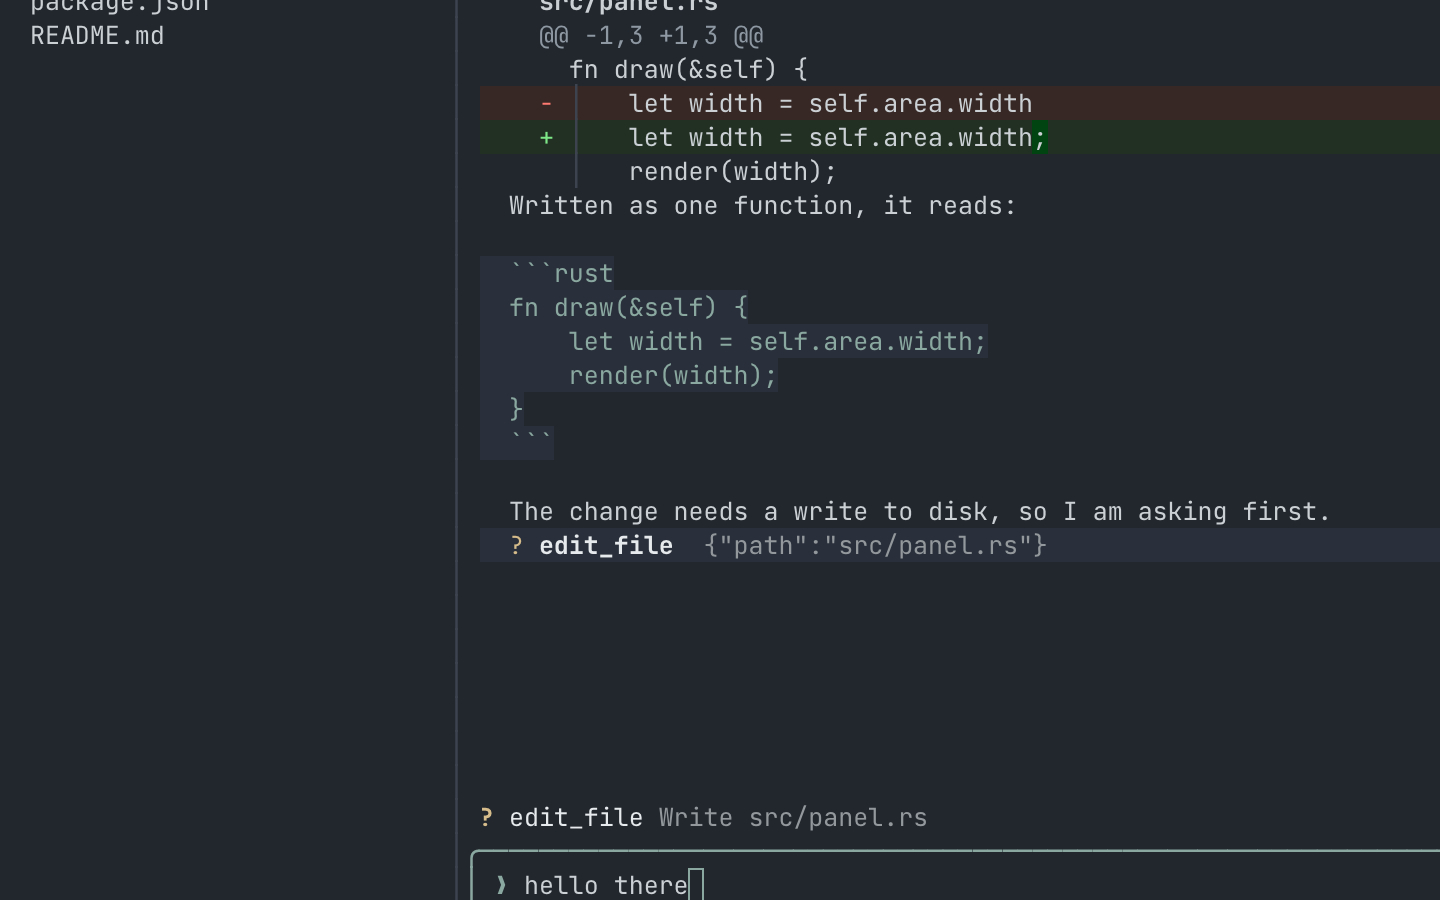 package.json
README.md
src/panel.rs
@@ -1,3 +1,3 @@
fn draw(&self) {
-     let width = self.area.width
+     let width = self.area.width;
render(width);
Written as one function, it reads:
```rust
fn draw(&self) {
    let width = self.area.width;
    render(width);
}
```
The change needs a write to disk, so I am asking first.
? edit_file  {"path":"src/panel.rs"}
? edit_file Write src/panel.rs
❯ hello there